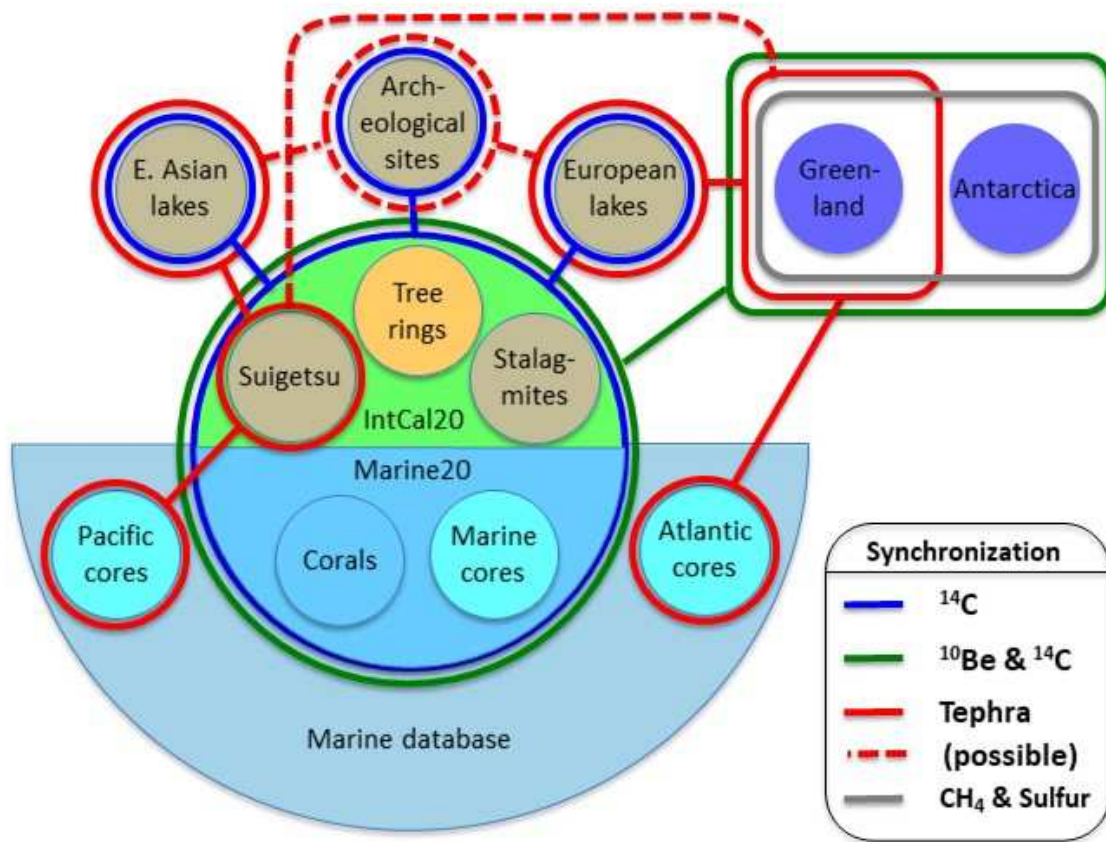 Arch-
eological
sites
E. Asian
lakes
European
lakes
Green-
land
Antarctica
Tree
rings
Suigetsu
Stalag-
mites
IntCal20
Marine20
Pacific
cores
Corals
Marine
cores
Atlantic
cores
Marine database
Synchronization
¹⁴C
¹⁰Be & ¹⁴C
Tephra
(possible)
CH₄ & Sulfur